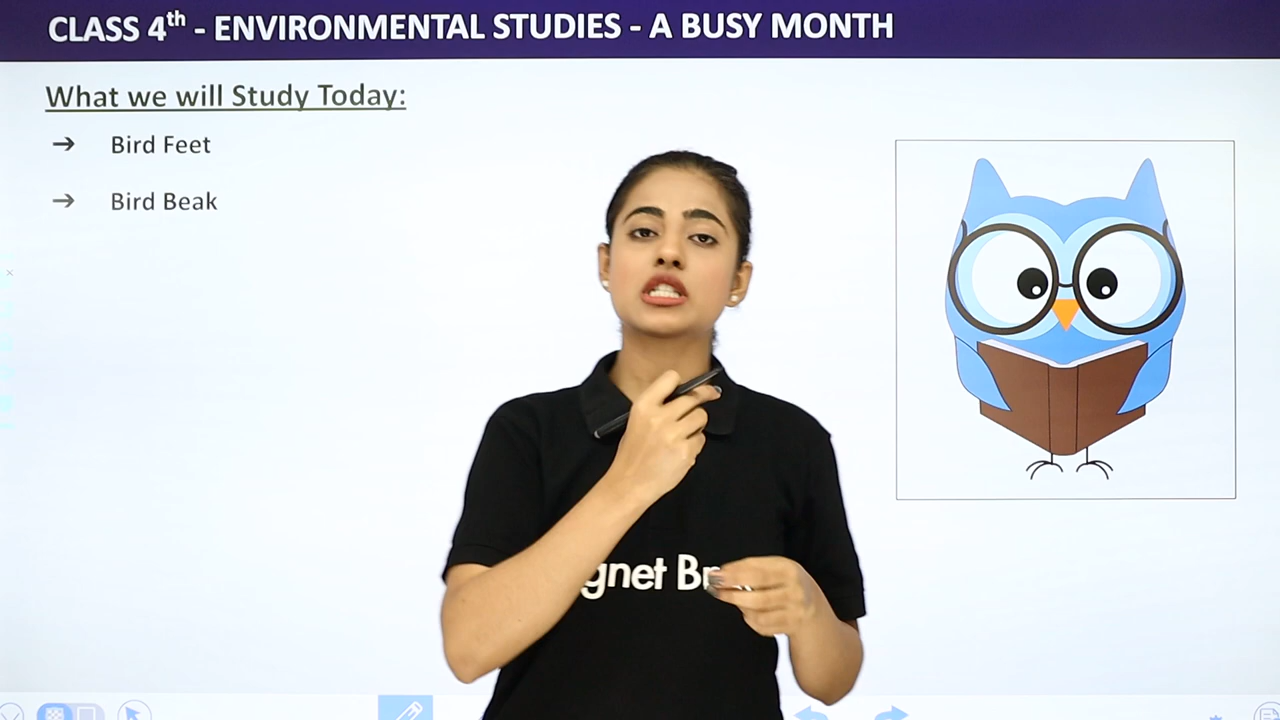 CLASS 4th - ENVIRONMENTAL STUDIES - A BUSY MONTH
What we will Study Today:
➔ Bird Feet
➔ Bird Beak
gnet Br